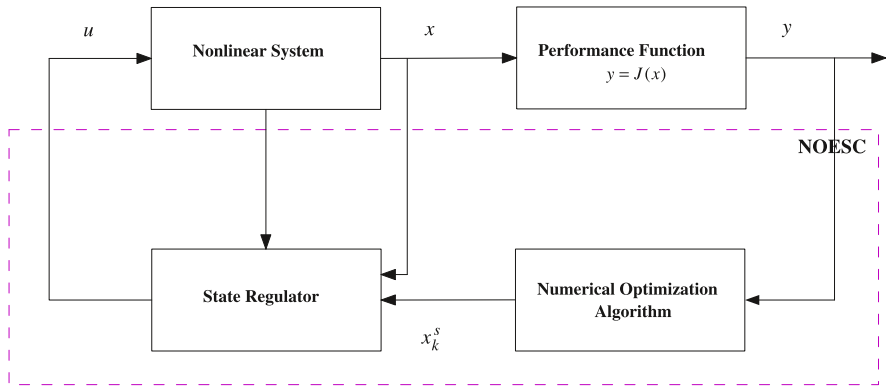 u
Nonlinear System
x
Performance Function
y = J(x)
y
NOESC
State Regulator
Numerical Optimization
Algorithm
x_k^s